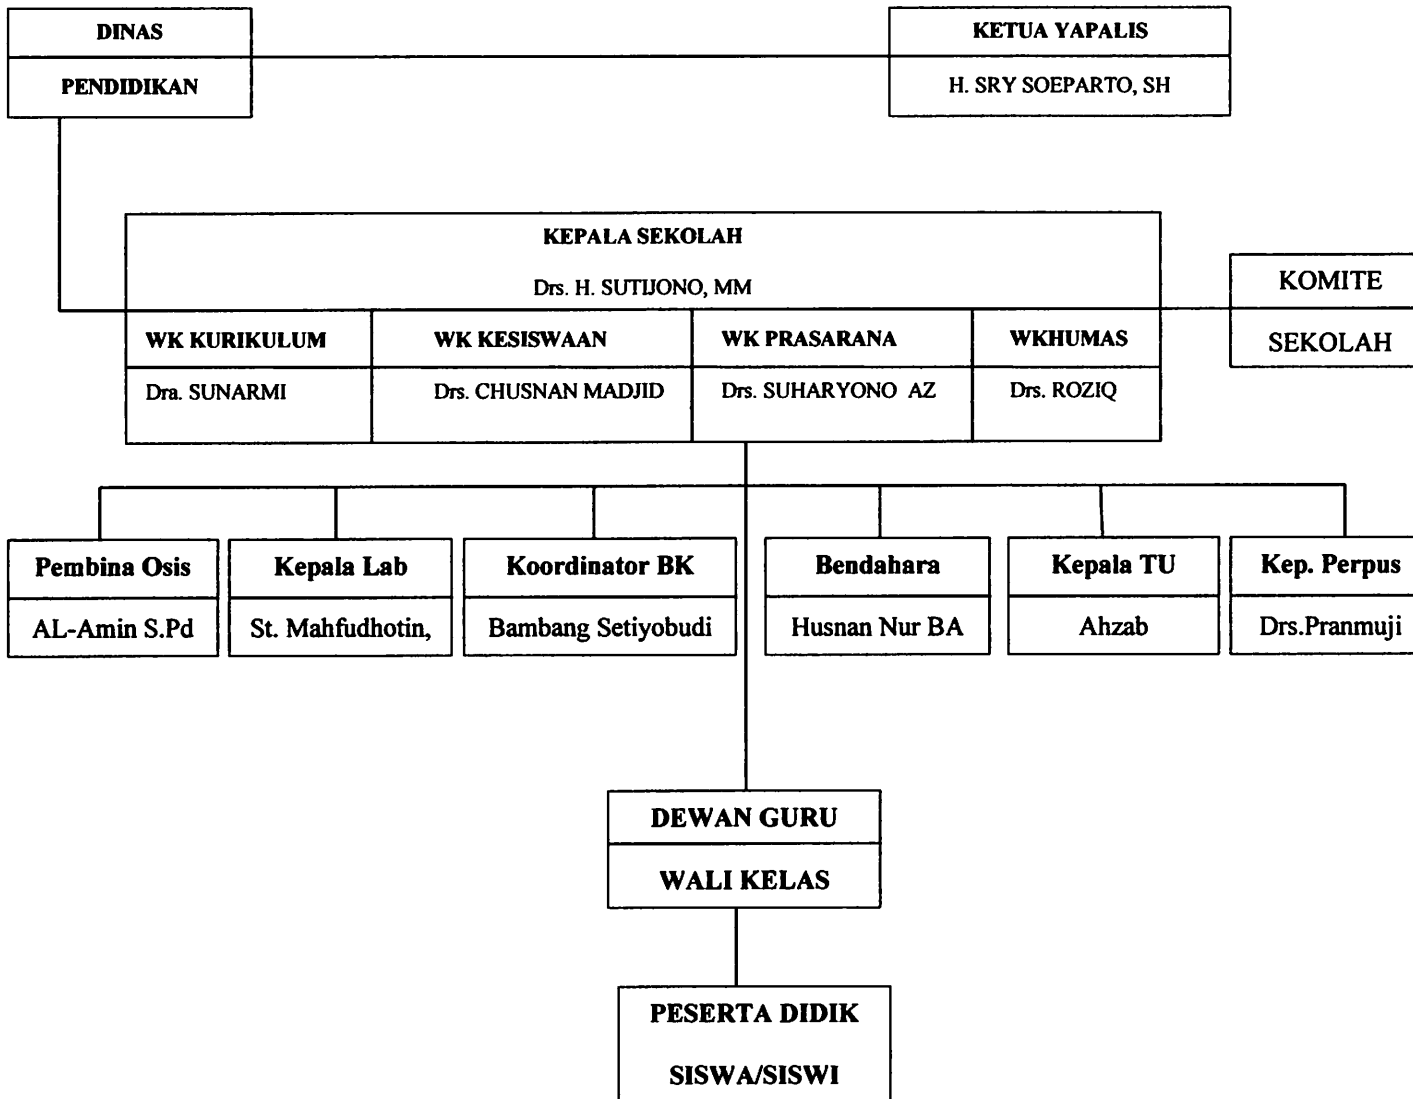 DINAS
PENDIDIKAN
KETUA YAPALIS
H. SRY SOEPARTO, SH
KEPALA SEKOLAH
Drs. H. SUTIJONO, MM
KOMITE
SEKOLAH
WK KURIKULUM
Dra. SUNARMI
WK KESISWAAN
Drs. CHUSNAN MADJID
WK PRASARANA
Drs. SUHARYONO AZ
WKHUMAS
Drs. ROZIQ
Pembina Osis
AL-Amin S.Pd
Kepala Lab
St. Mahfudhotin,
Koordinator BK
Bambang Setiyobudi
Bendahara
Husnan Nur BA
Kepala TU
Ahzab
Kep. Perpus
Drs.Pranmuji
DEWAN GURU
WALI KELAS
PESERTA DIDIK
SISWA/SISWI